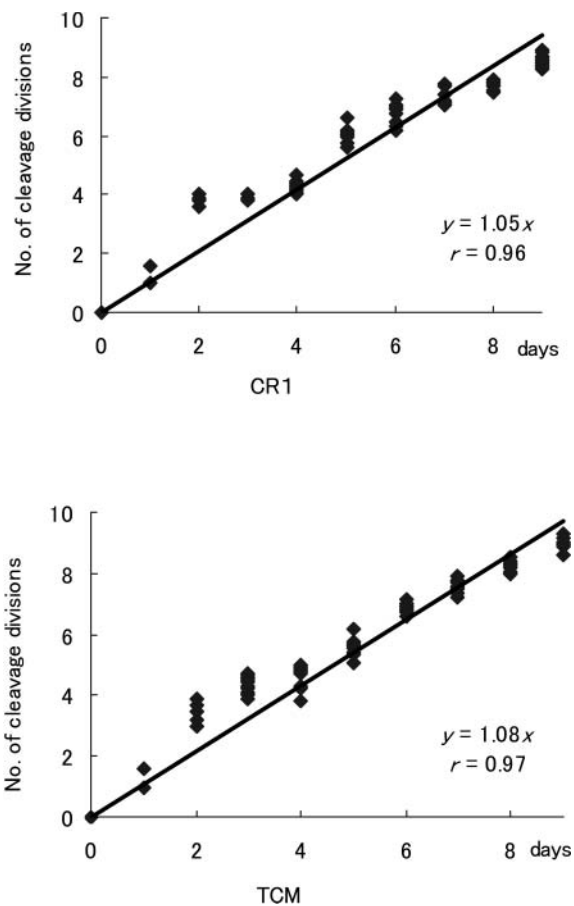 No. of cleavage divisions
10
8
6
4
2
0
y = 1.05x
r = 0.96
0 2 4 6 8 days
CR1
No. of cleavage divisions
10
8
6
4
2
0
y = 1.08x
r = 0.97
0 2 4 6 8 days
TCM